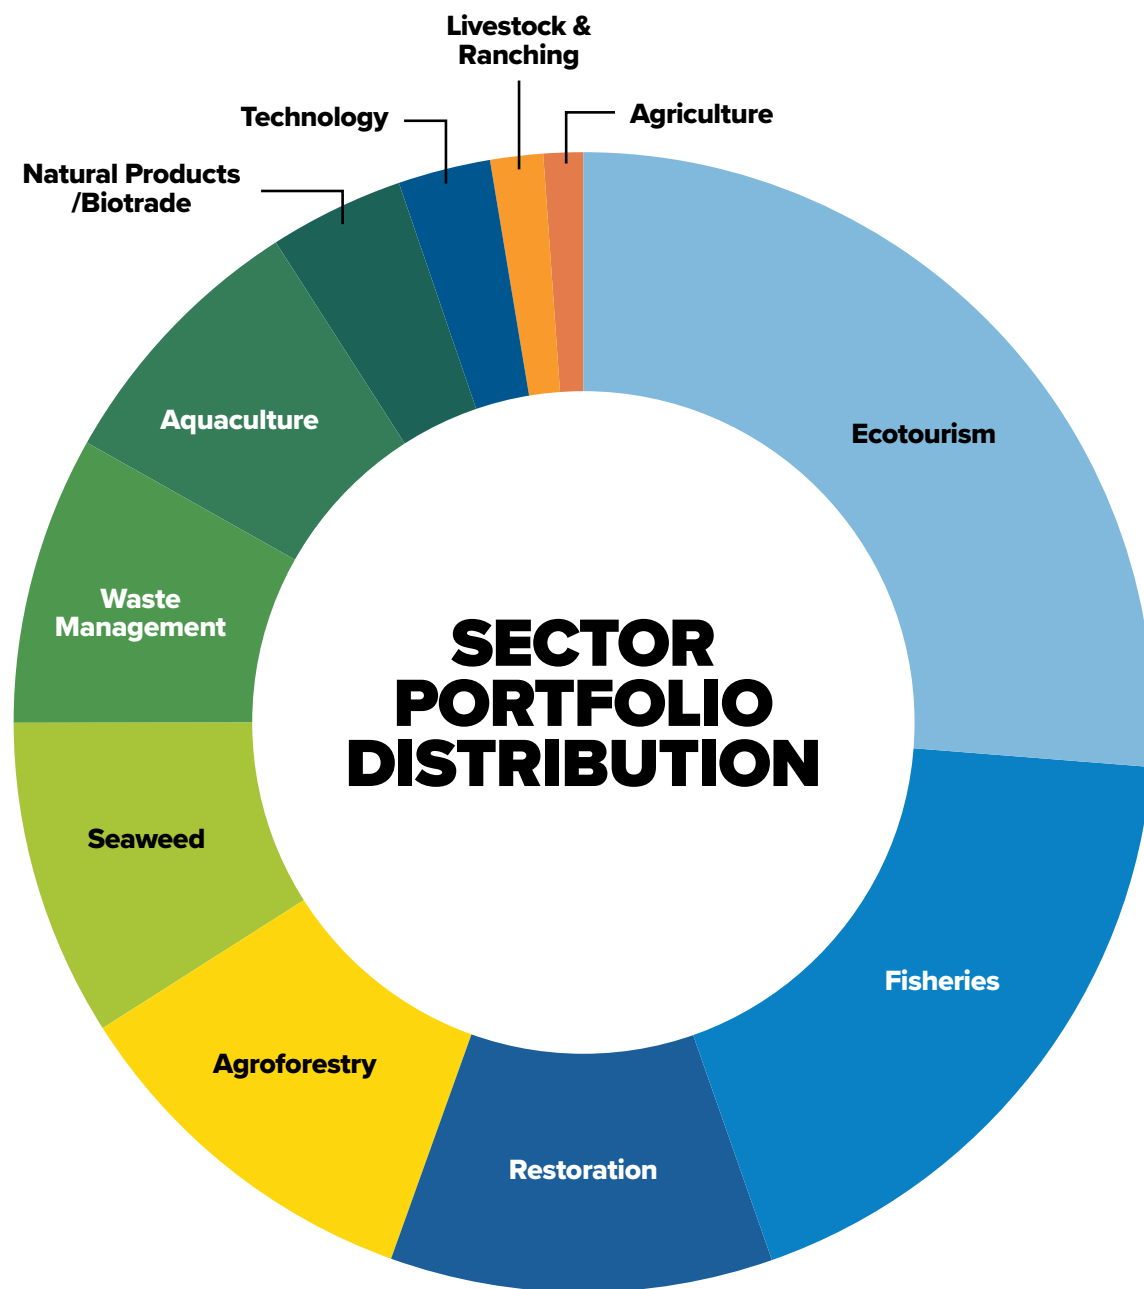 Livestock &
Ranching
Technology
Agriculture
Natural Products
/Biotrade
Aquaculture
Ecotourism
Waste
Management
SECTOR
PORTFOLIO
DISTRIBUTION
Seaweed
Fisheries
Agroforestry
Restoration